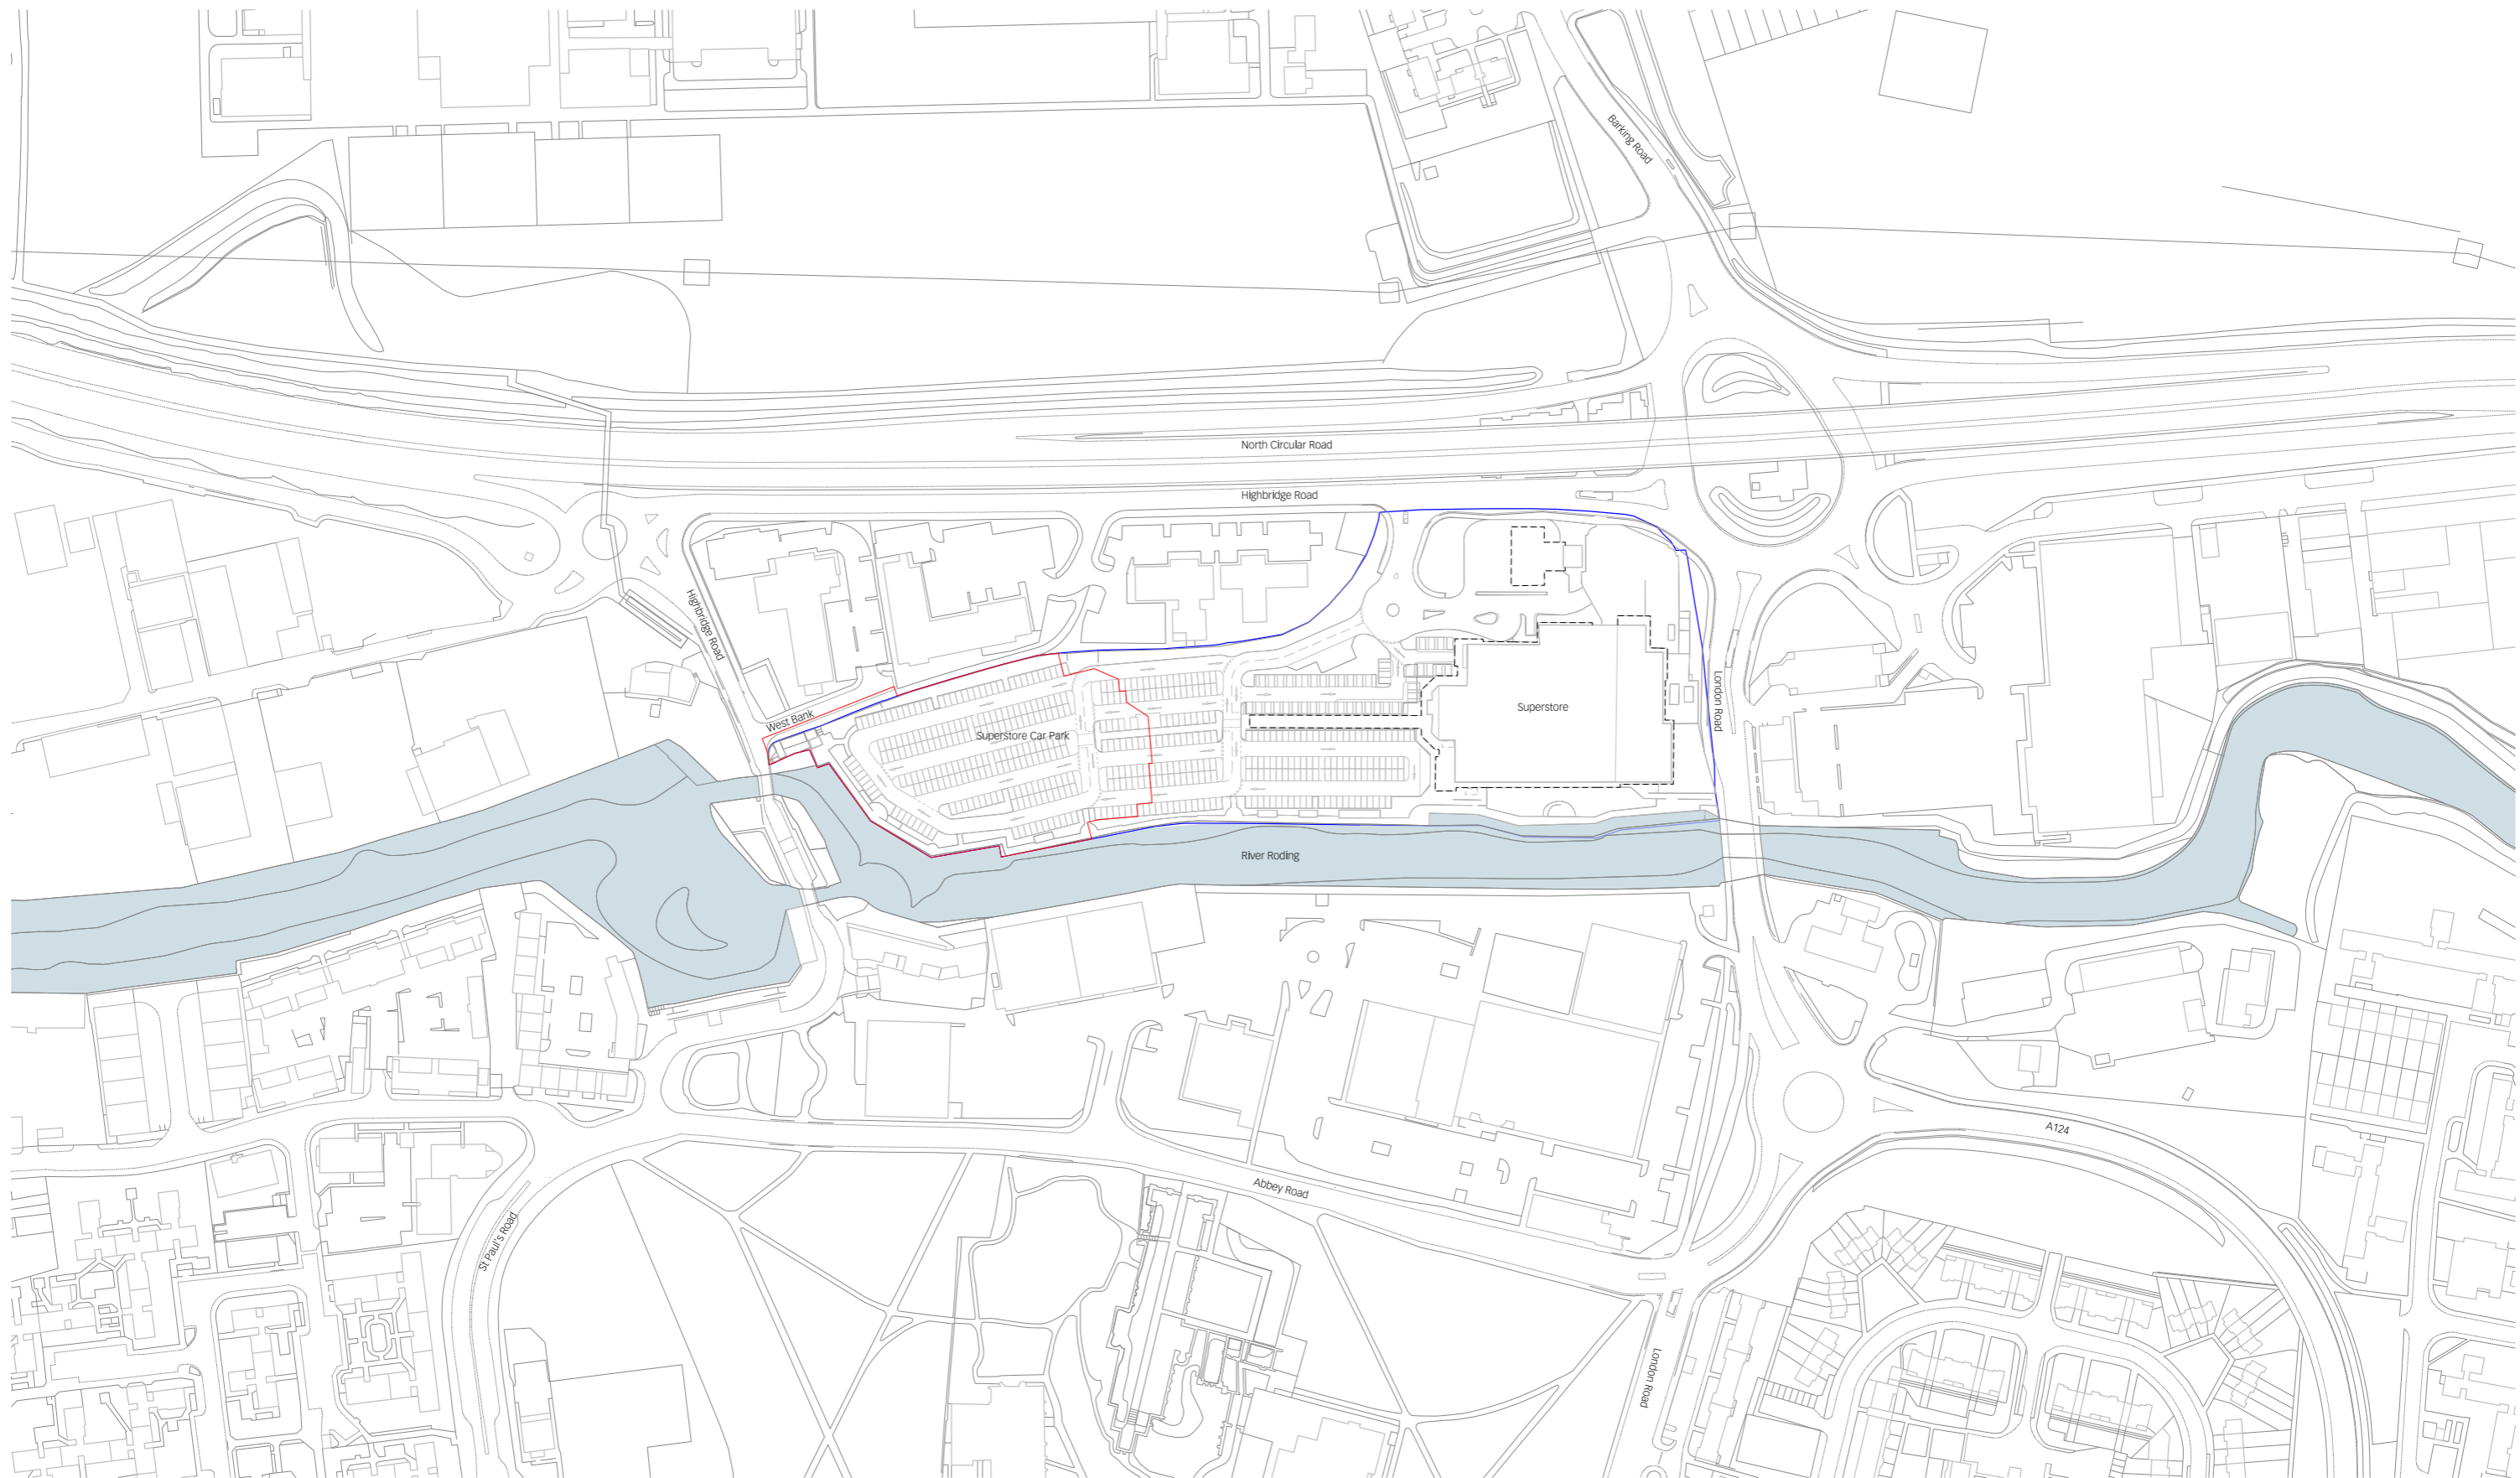 Barking Road
North Circular Road
Highbridge Road
Highbridge Road
West Bank
Superstore Car Park
Superstore
London Road
River Roding
A124
Abbey Road
St Paul's Road
London Road